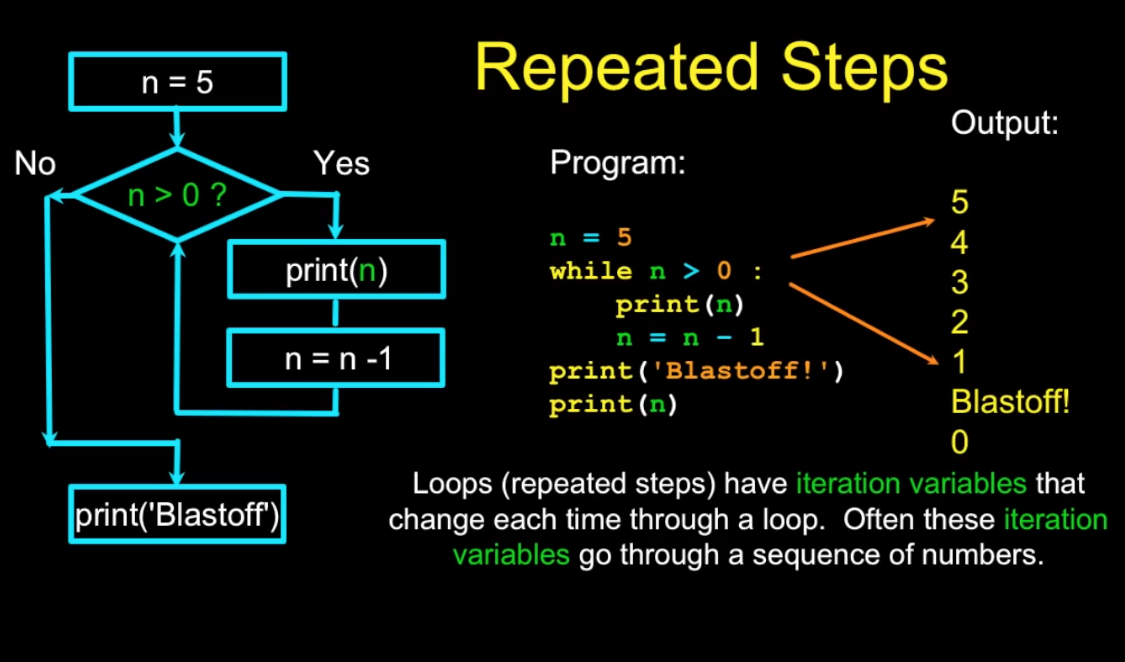 Repeated Steps
n = 5
No
Yes
n > 0 ?
print(n)
n = n -1
print('Blastoff')
Program:
n = 5
while n > 0 :
    print(n)
    n = n – 1
print('Blastoff!')
print(n)
Output:
5
4
3
2
1
Blastoff!
0
Loops (repeated steps) have iteration variables that
change each time through a loop.  Often these iteration
variables go through a sequence of numbers.